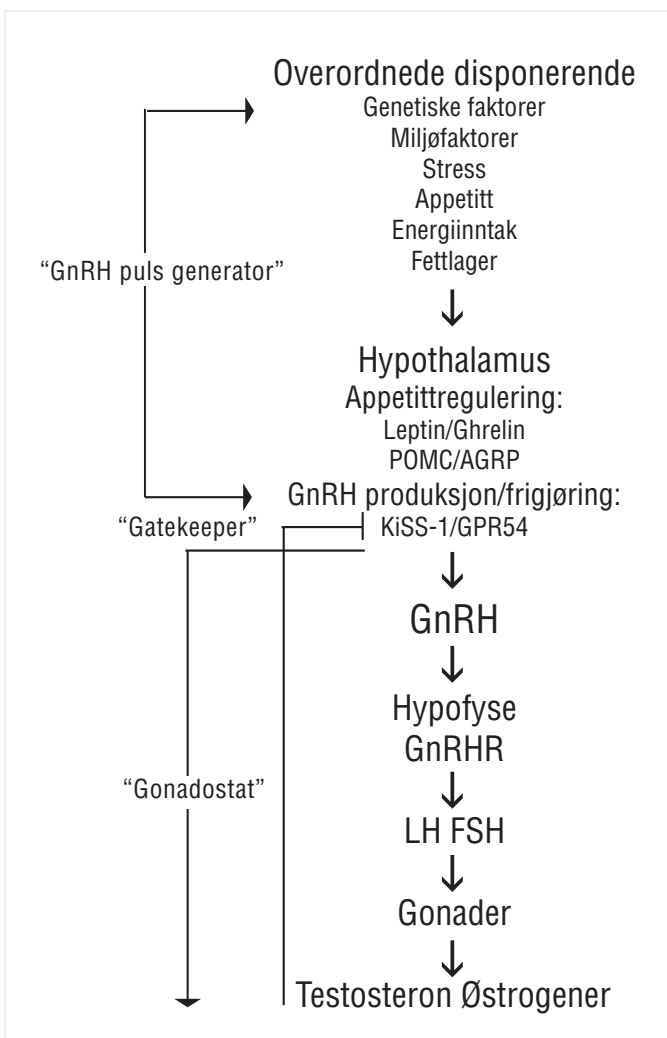 Overordnede disponerende
Genetiske faktorer
Miljøfaktorer
Stress
Appetitt
Energiinntak
Fettlager
“GnRH puls generator”
Hypothalamus
Appetittregulering:
Leptin/Ghrelin
POMC/AGRP
GnRH produksjon/frigjøring:
“Gatekeeper”
KiSS-1/GPR54
GnRH
Hypofyse
GnRHR
“Gonadostat”
LH FSH
Gonader
Testosteron Østrogener